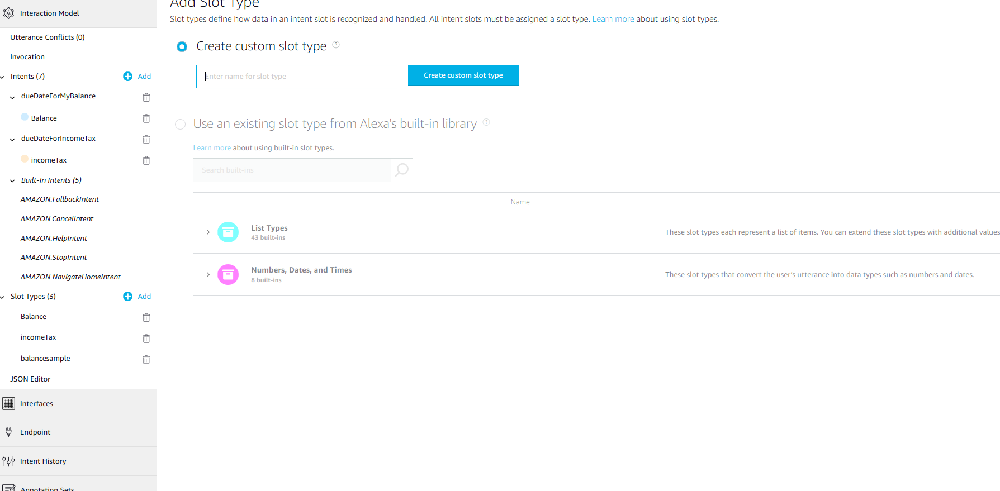 Interaction Model
Utterance Conflicts (0)
Invocation
Intents (7)
Add
dueDateForMyBalance
Balance
dueDateForIncomeTax
incomeTax
Built-In Intents (5)
AMAZON.FallbackIntent
AMAZON.CancelIntent
AMAZON.HelpIntent
AMAZON.StopIntent
AMAZON.NavigateHomeIntent
Slot Types (3)
Add
Balance
incomeTax
balancesample
JSON Editor
Interfaces
Endpoint
Intent History
Annotation Sets
Add Slot Type
Slot types define how data in an intent slot is recognized and handled. All intent slots must be assigned a slot type. Learn more about using slot types.
Create custom slot type ?
Enter name for slot type
Create custom slot type
Use an existing slot type from Alexa's built-in library ?
Learn more about using built-in slot types.
Search built-ins
Name
List Types
43 built-ins
These slot types each represent a list of items. You can extend these slot types with additional values
Numbers, Dates, and Times
8 built-ins
These slot types that convert the user’s utterance into data types such as numbers and dates.